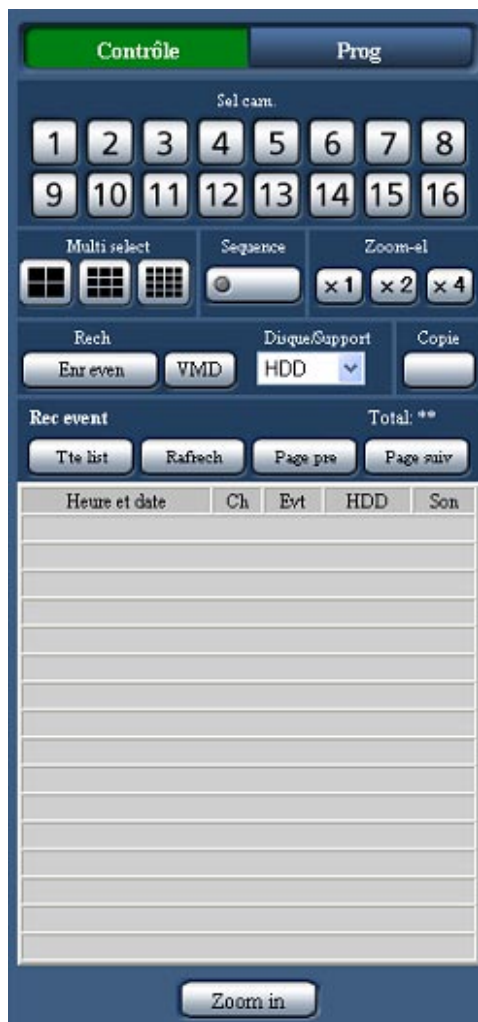 Contrôle Prog
Sel cam.
1 2 3 4 5 6 7 8
9 10 11 12 13 14 15 16
Multi select Sequence Zoom-el
x 1 x 2 x 4
Rech Disque/Support Copie
Enr even VMD HDD
Rec event Total: **
Tte list Rafrech Page pre Page suiv
Heure et date Ch Evt HDD Son
Zoom in